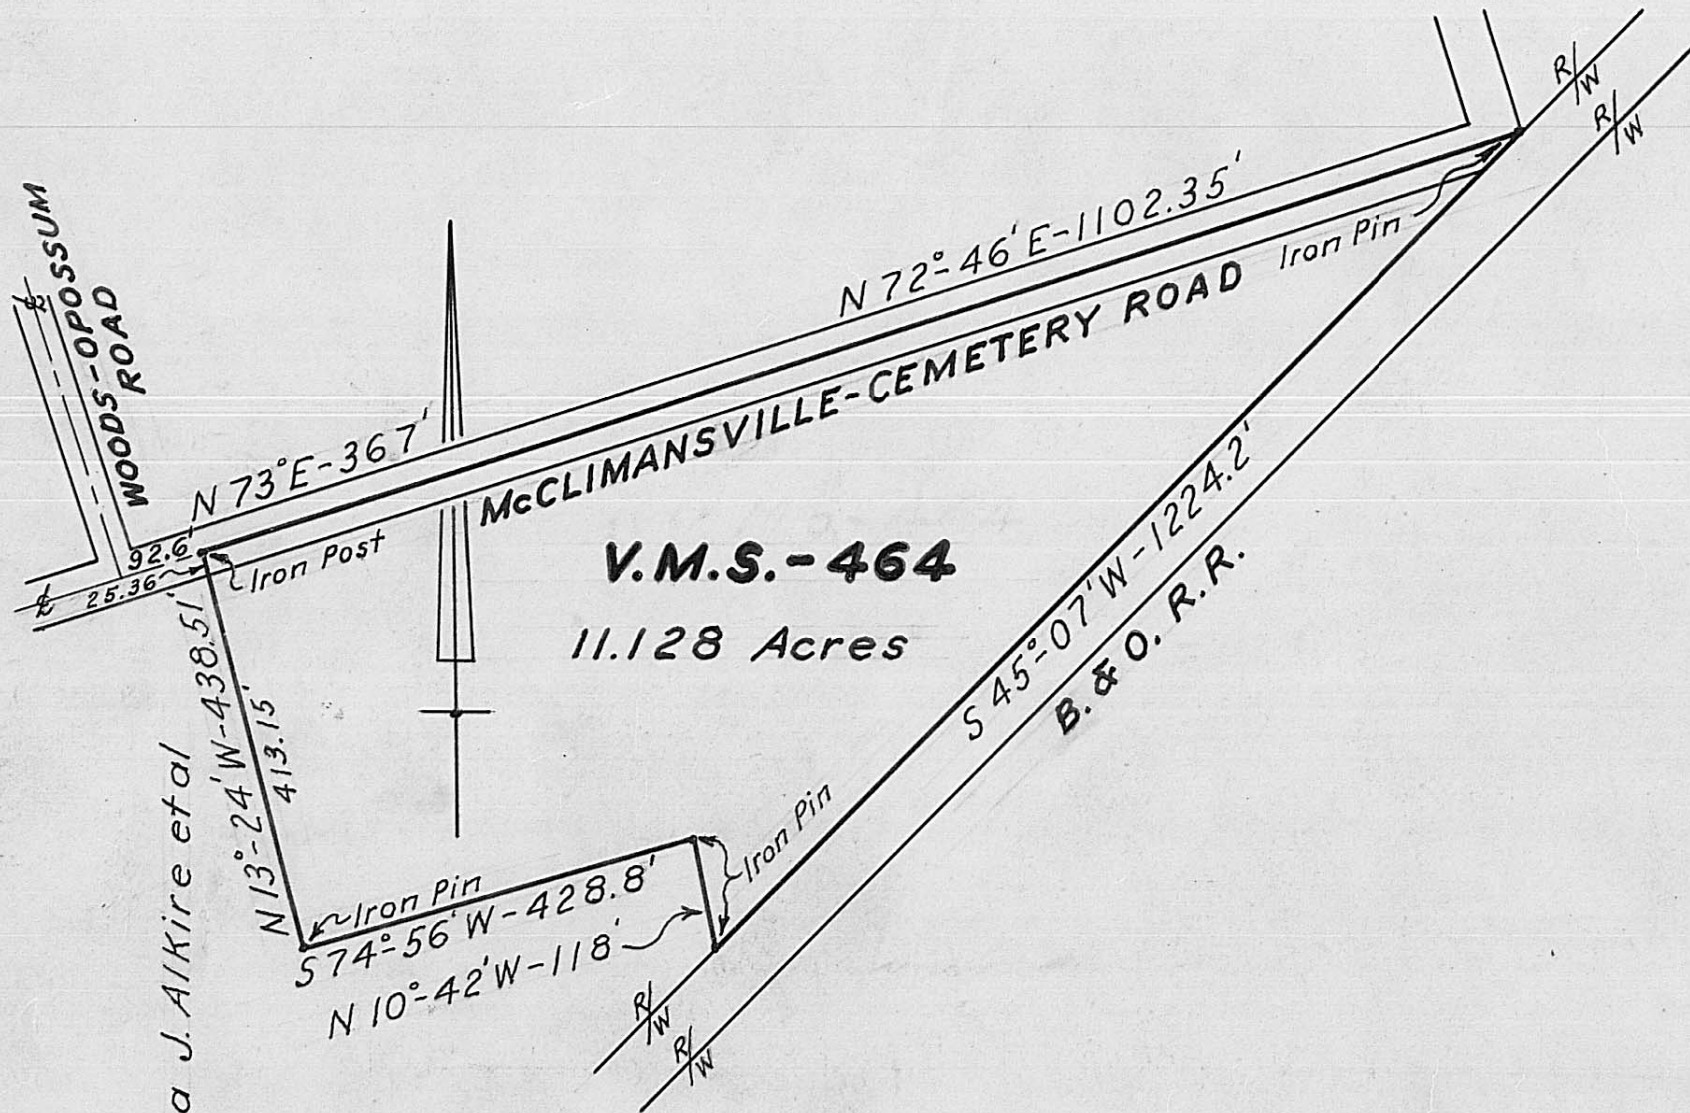 R/W
R/W
WOODS-OPOSSUM
ROAD
℄
N 72°-46' E-1102.35'
Iron Pin
N 73°E-367'
McCLIMANSVILLE-CEMETERY ROAD
92.6'
25.36
℄
Iron Post
V.M.S.-464
11.128 Acres
S 45°-07' W-1224.2'
B. & O. R.R.
N 13°-24' W-438.51'
413.15'
a J. Alkire et al
Iron Pin
Iron Pin
S 74°-56' W-428.8'
N 10°-42' W-118'
R/W
R/W